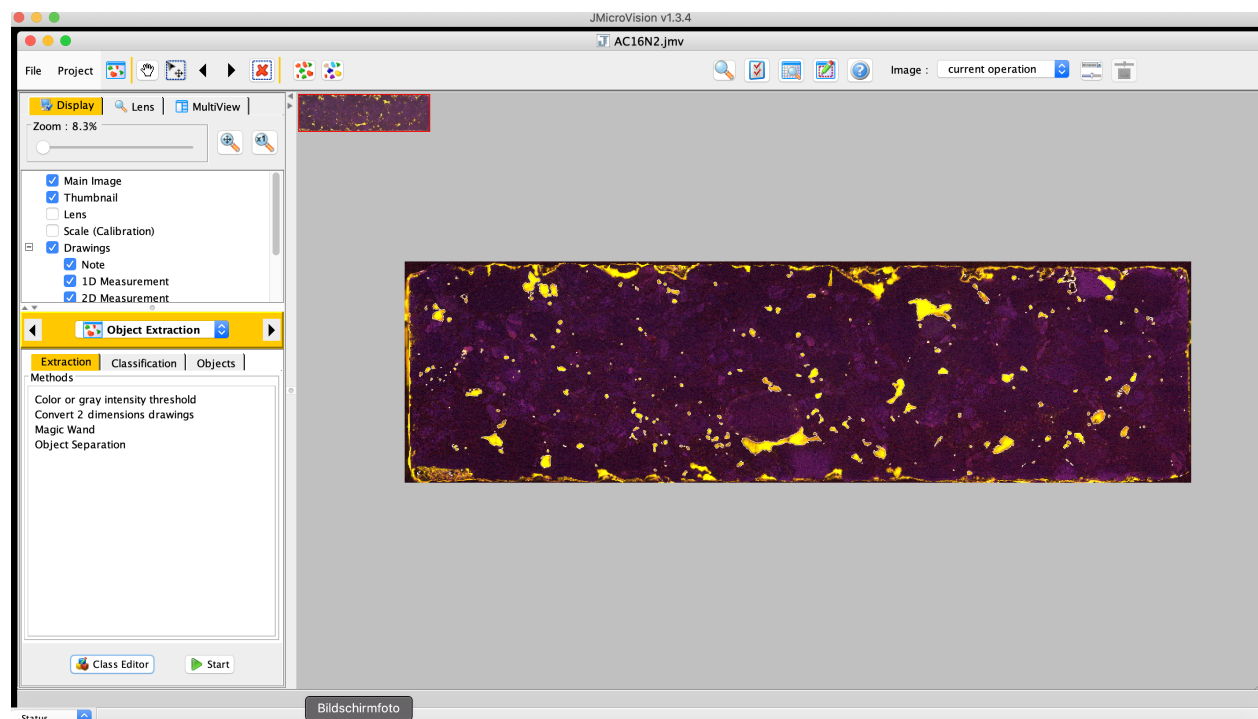 JMicroVision v1.3.4
AC16N2.jmv
File Project Image : current operation
Display Lens MultiView
Zoom : 8.3%
x1
Main Image
Thumbnail
Lens
Scale (Calibration)
Drawings
Note
1D Measurement
2D Measurement
Object Extraction
Extraction Classification Objects
Methods
Color or gray intensity threshold
Convert 2 dimensions drawings
Magic Wand
Object Separation
Class Editor Start
Bildschirmfoto
Status